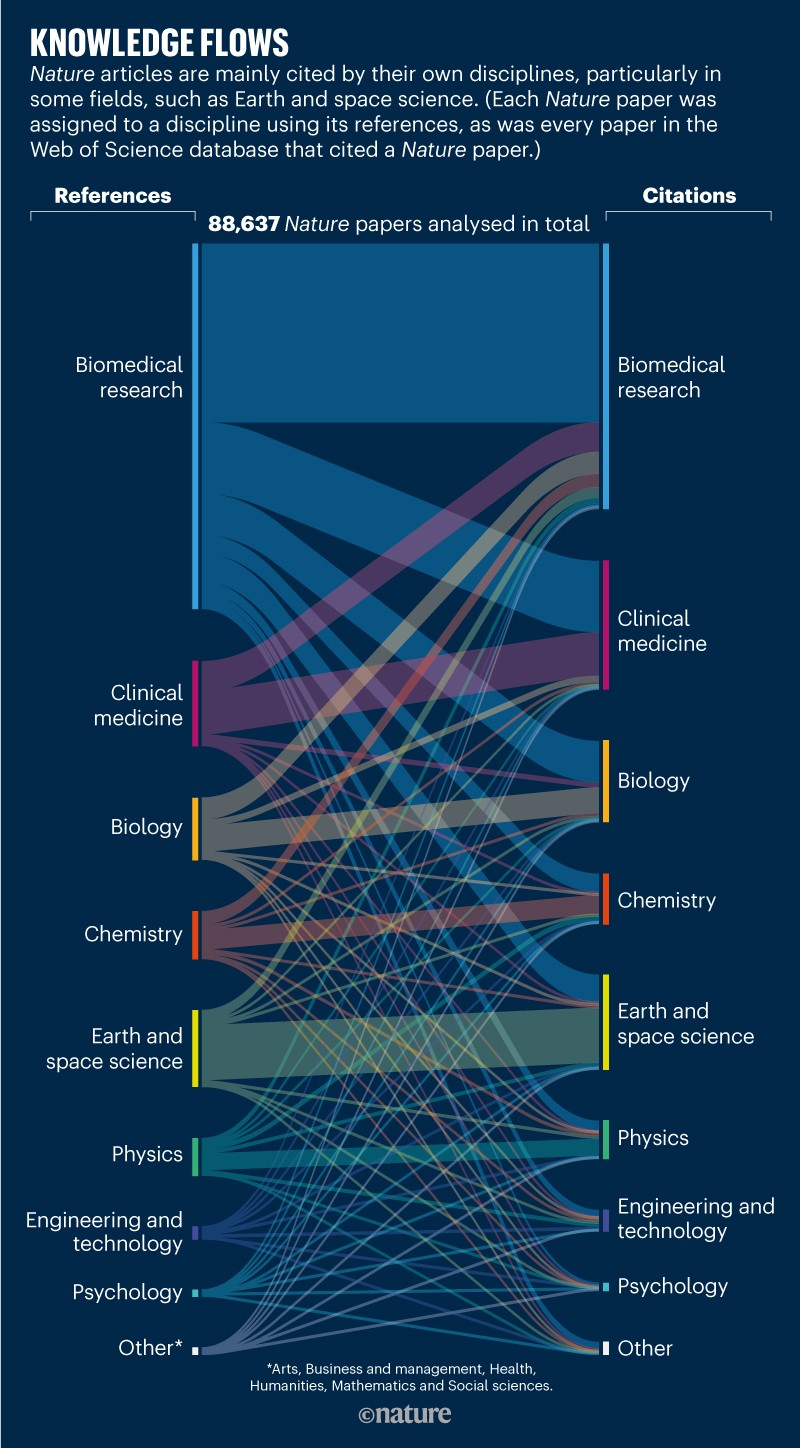 KNOWLEDGE FLOWS
Nature articles are mainly cited by their own disciplines, particularly in
some fields, such as Earth and space science. (Each Nature paper was
assigned to a discipline using its references, as was every paper in the
Web of Science database that cited a Nature paper.)
References
Citations
88,637 Nature papers analysed in total
Biomedical
research
Clinical
medicine
Biology
Chemistry
Earth and
space science
Physics
Engineering and
technology
Psychology
Other*
Biomedical
research
Clinical
medicine
Biology
Chemistry
Earth and
space science
Physics
Engineering and
technology
Psychology
Other
*Arts, Business and management, Health,
Humanities, Mathematics and Social sciences.
©nature